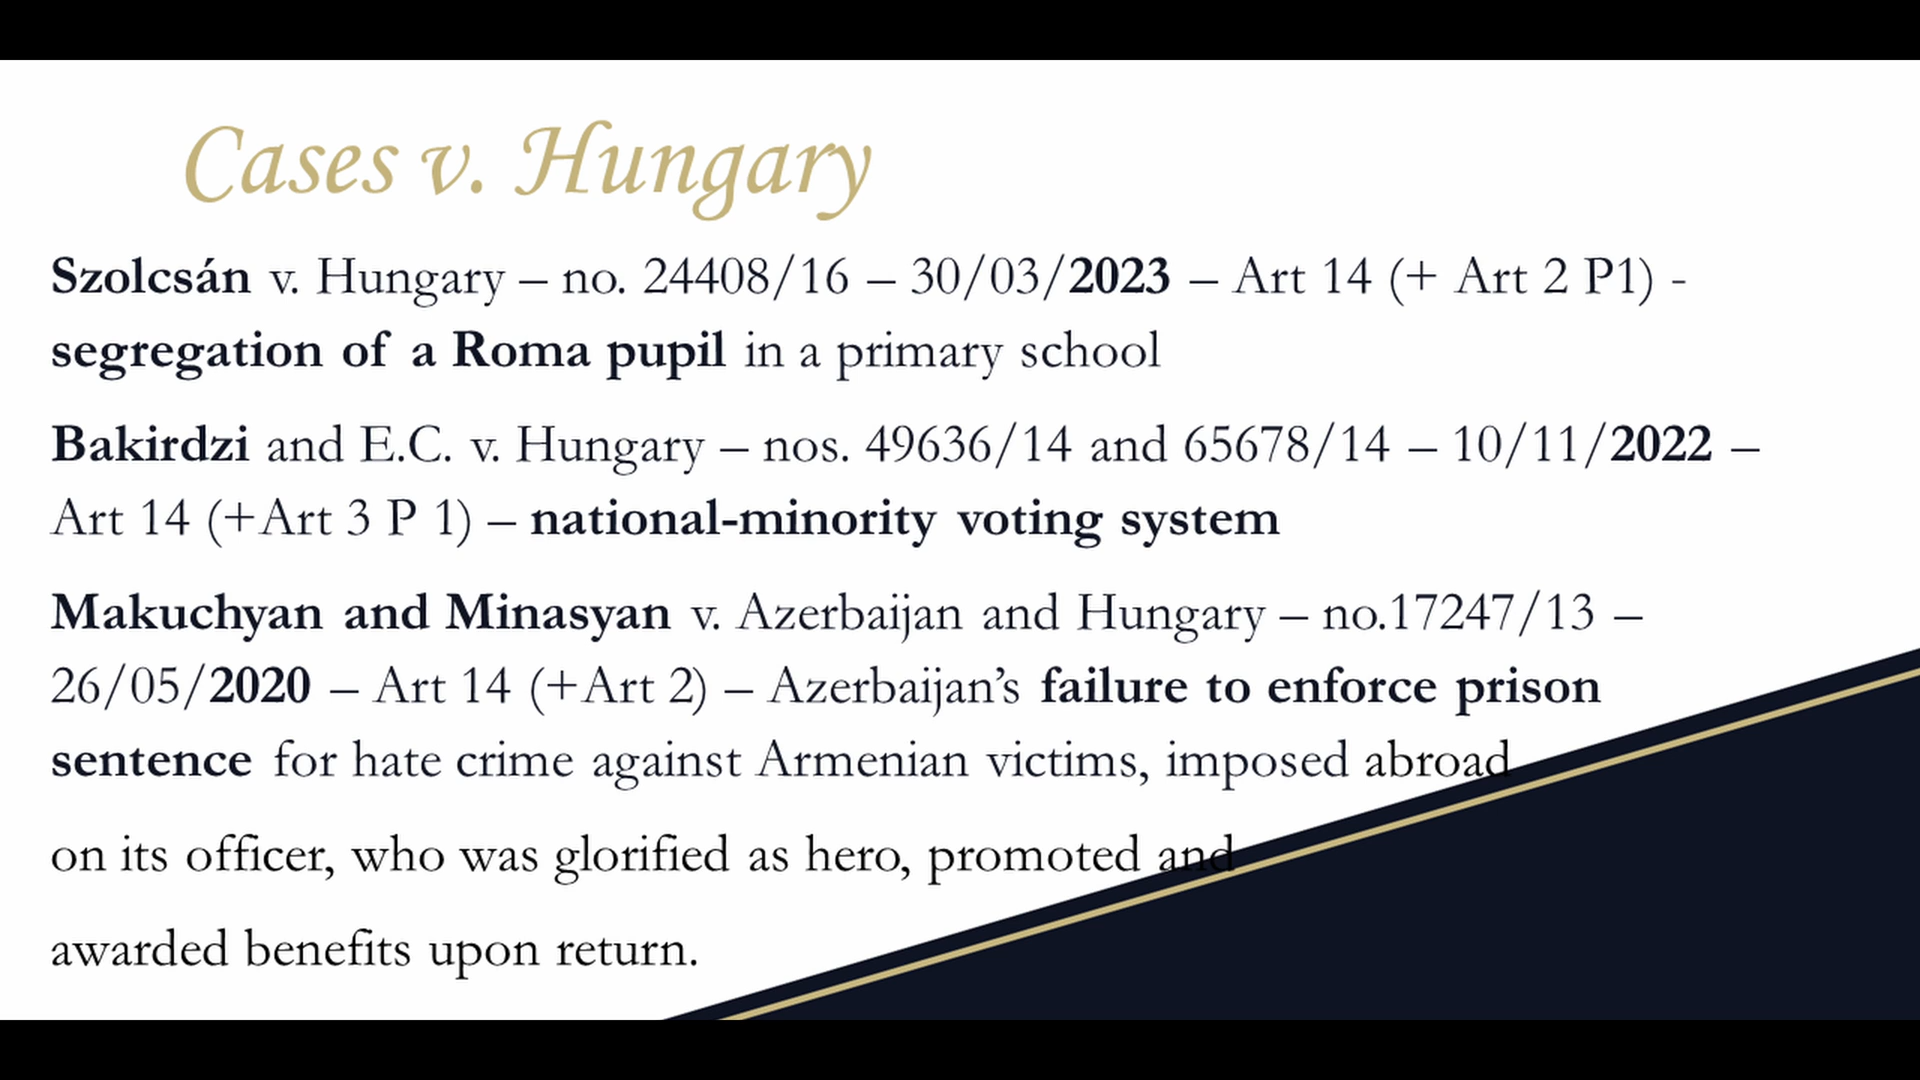 Cases v. Hungary
Szolcsán v. Hungary – no. 24408/16 – 30/03/2023 – Art 14 (+ Art 2 P1) -
segregation of a Roma pupil in a primary school
Bakirdzi and E.C. v. Hungary – nos. 49636/14 and 65678/14 – 10/11/2022 –
Art 14 (+Art 3 P 1) – national-minority voting system
Makuchyan and Minasyan v. Azerbaijan and Hungary – no.17247/13 –
26/05/2020 – Art 14 (+Art 2) – Azerbaijan’s failure to enforce prison
sentence for hate crime against Armenian victims, imposed abroad
on its officer, who was glorified as hero, promoted and
awarded benefits upon return.